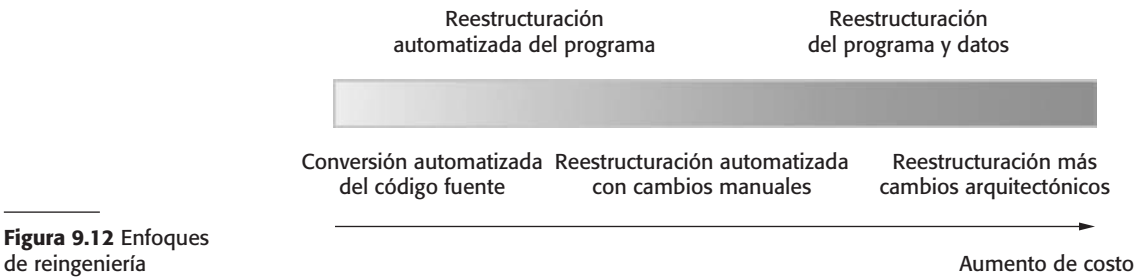 Reestructuración
automatizada del programa
Reestructuración
del programa y datos
Conversión automatizada
del código fuente
Reestructuración automatizada
con cambios manuales
Reestructuración más
cambios arquitectónicos
Figura 9.12 Enfoques
de reingeniería
Aumento de costo